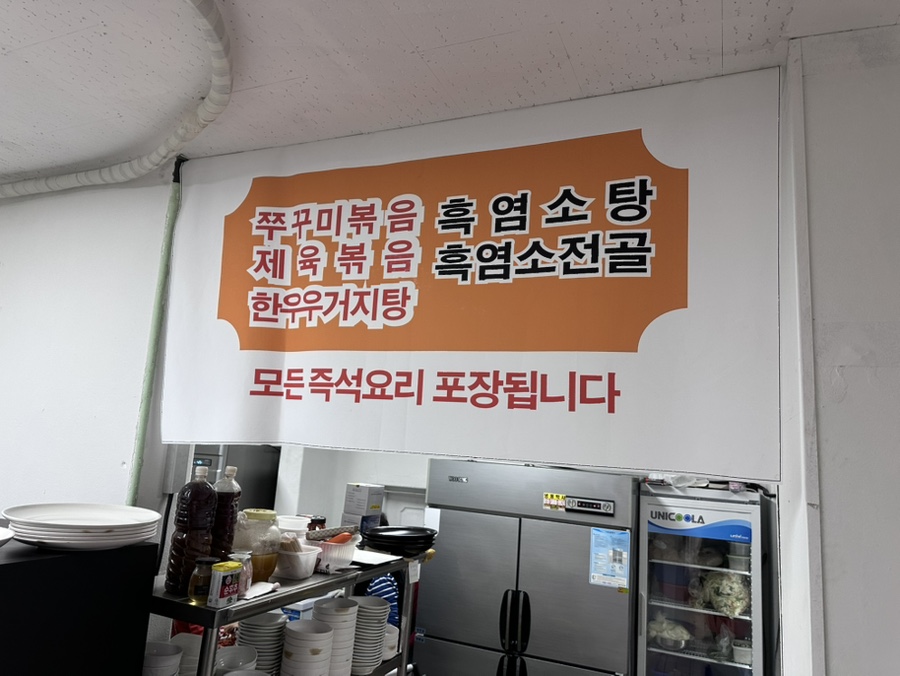 쭈꾸미볶음 흑염소탕
제육볶음 흑염소전골
한우우거지탕
모든 즉석요리 포장됩니다
UNICOOLA